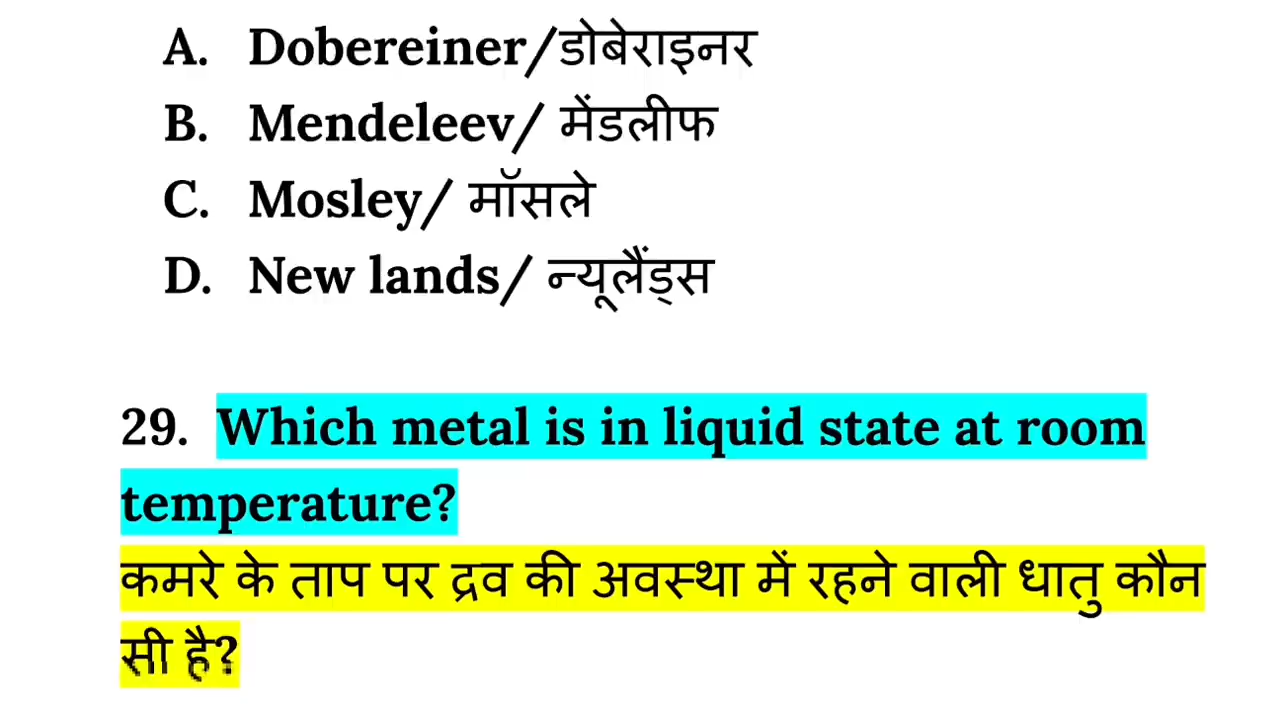 A. Dobereiner/डोबेराइनर
B. Mendeleev/ मेंडलीफ
C. Mosley/ मॉसले
D. New lands/ न्यूलैंड्स
29. Which metal is in liquid state at room
temperature?
कमरे के ताप पर द्रव की अवस्था में रहने वाली धातु कौन
सी है?